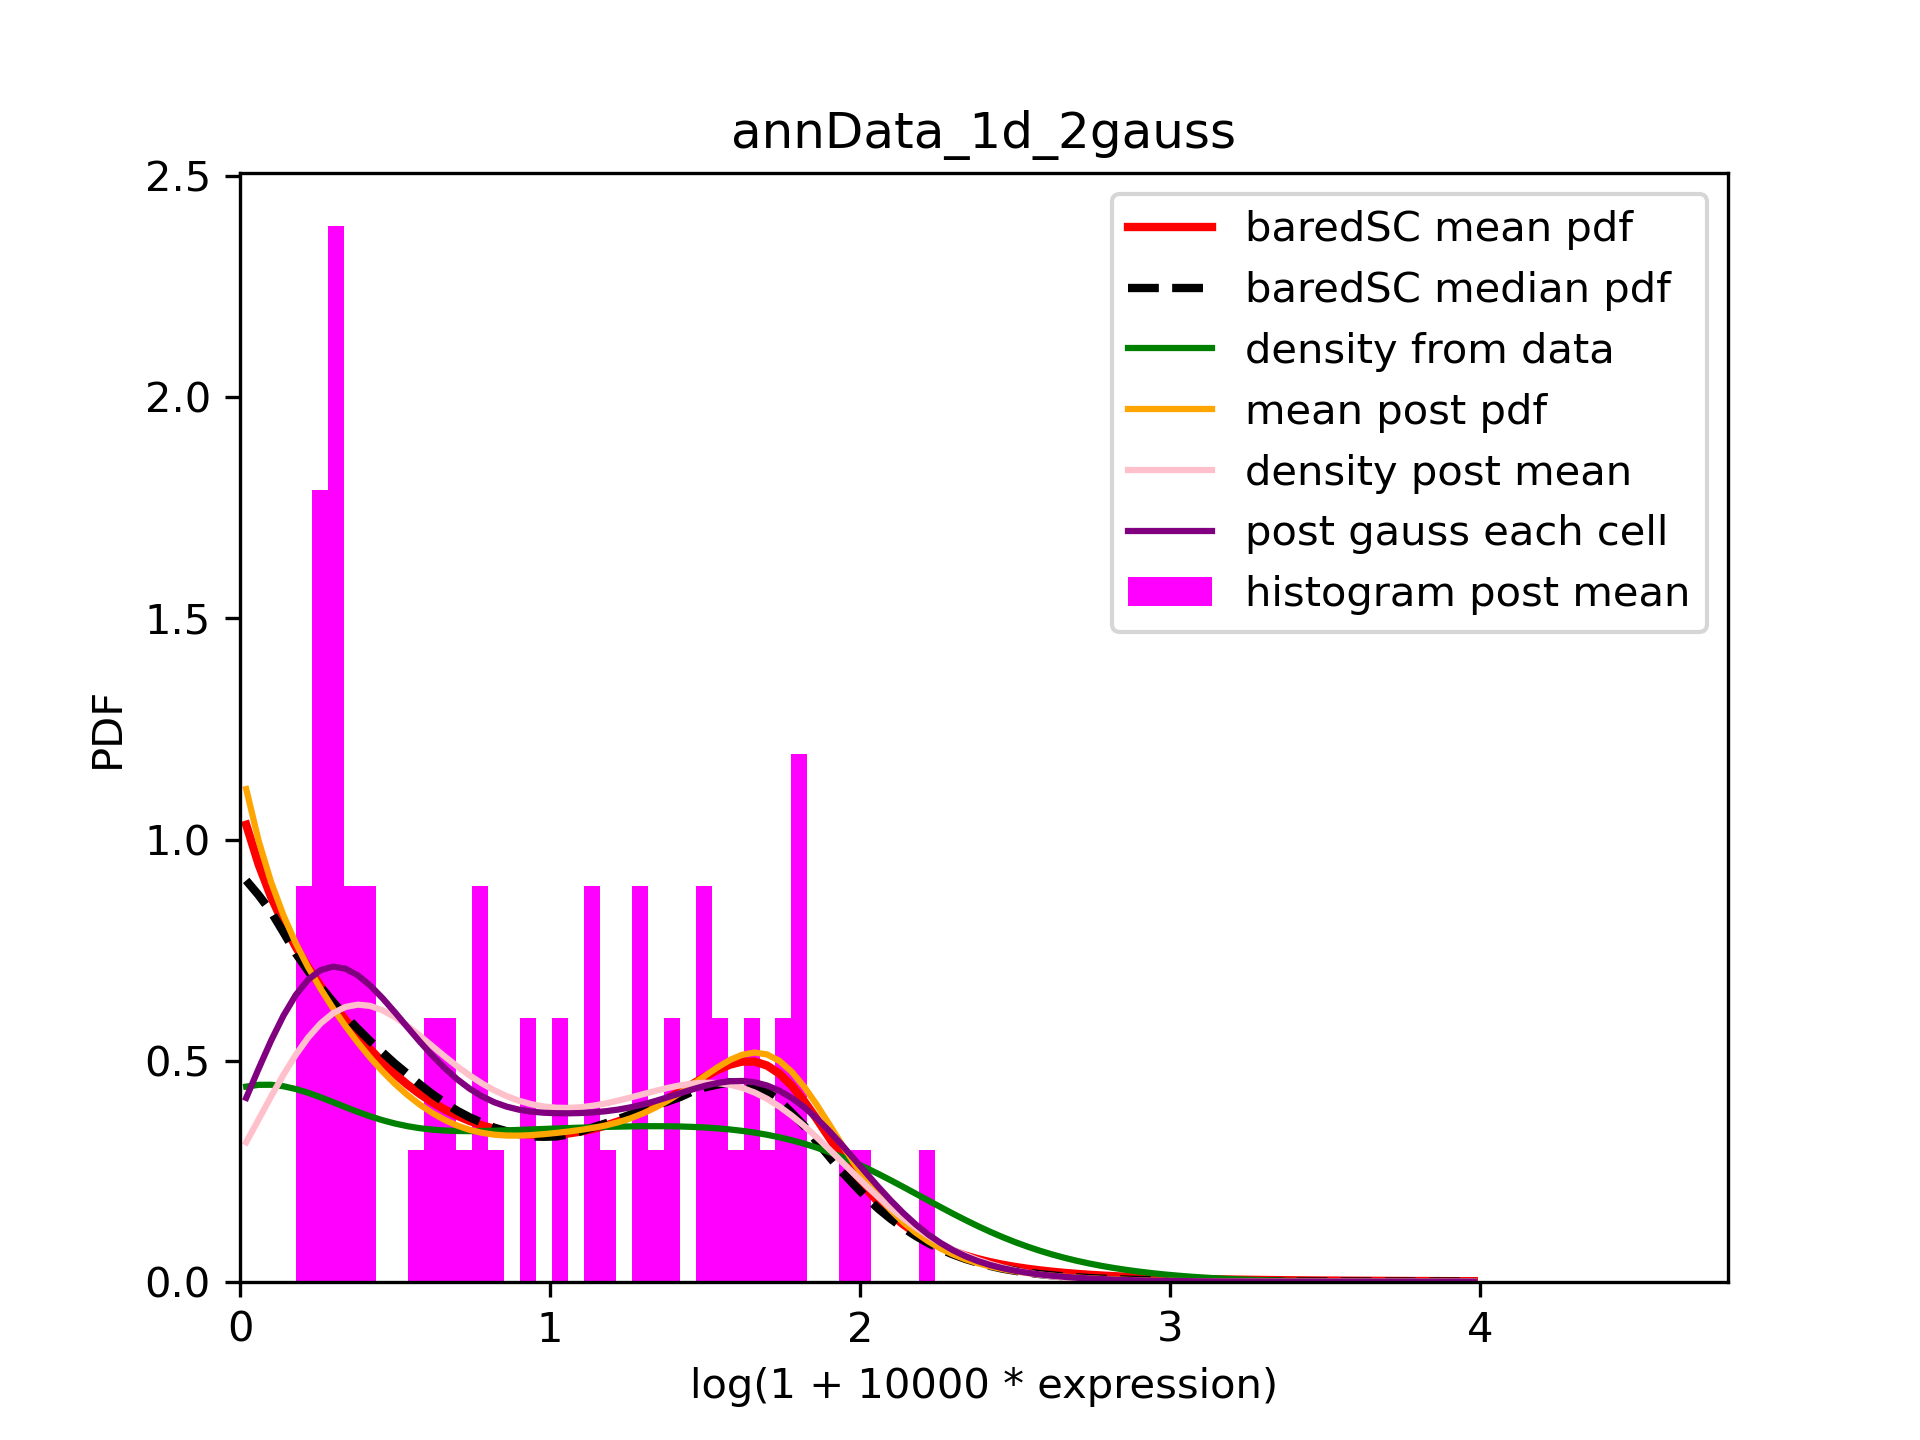 annData_1d_2gauss
2.5
2.0
1.5
1.0
0.5
0.0
PDF
baredSC mean pdf
baredSC median pdf
density from data
mean post pdf
density post mean
post gauss each cell
histogram post mean
0 1 2 3 4
log(1 + 10000 * expression)